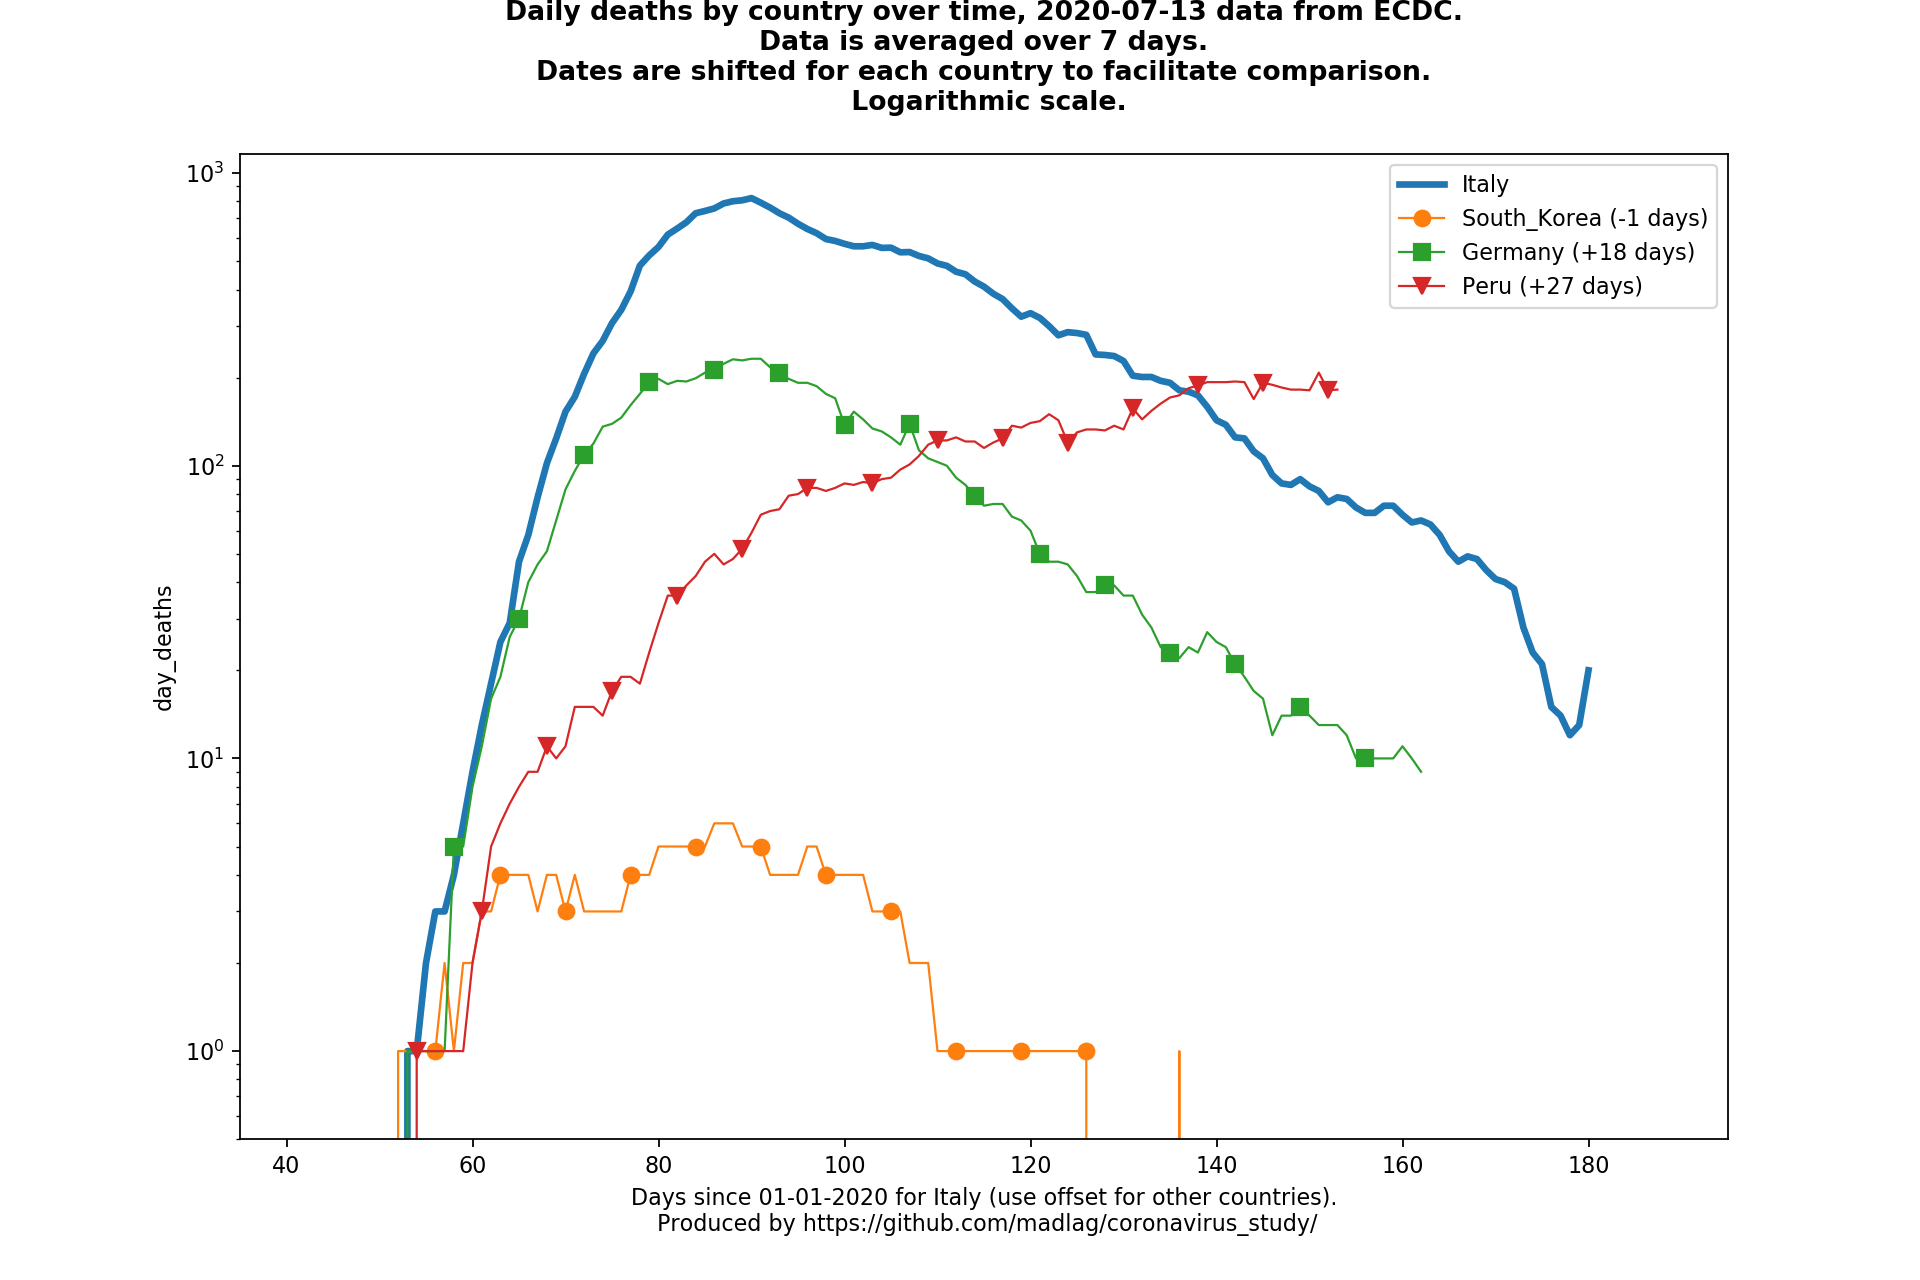 Daily deaths by country over time, 2020-07-13 data from ECDC.
Data is averaged over 7 days.
Dates are shifted for each country to facilitate comparison.
Logarithmic scale.
10³
10²
10¹
10⁰
day_deaths
Italy
South_Korea (-1 days)
Germany (+18 days)
Peru (+27 days)
40 60 80 100 120 140 160 180
Days since 01-01-2020 for Italy (use offset for other countries).
Produced by https://github.com/madlag/coronavirus_study/